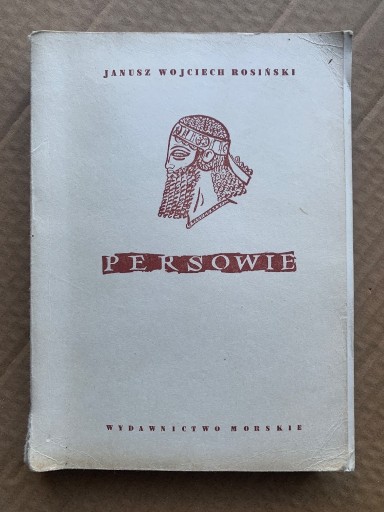 JANUSZ WOJCIECH ROSIŃSKI
PERSOWIE
WYDAWNICTWO MORSKIE